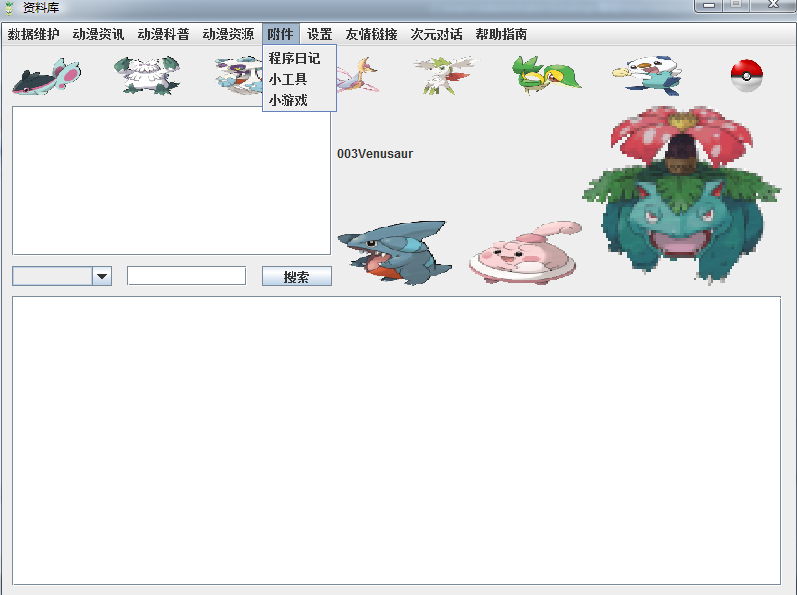 资料库
数据维护 动漫资讯 动漫科普 动漫资源 附件 设置 友情链接 次元对话 帮助指南
程序日记
小工具
小游戏
003Venusaur
搜索